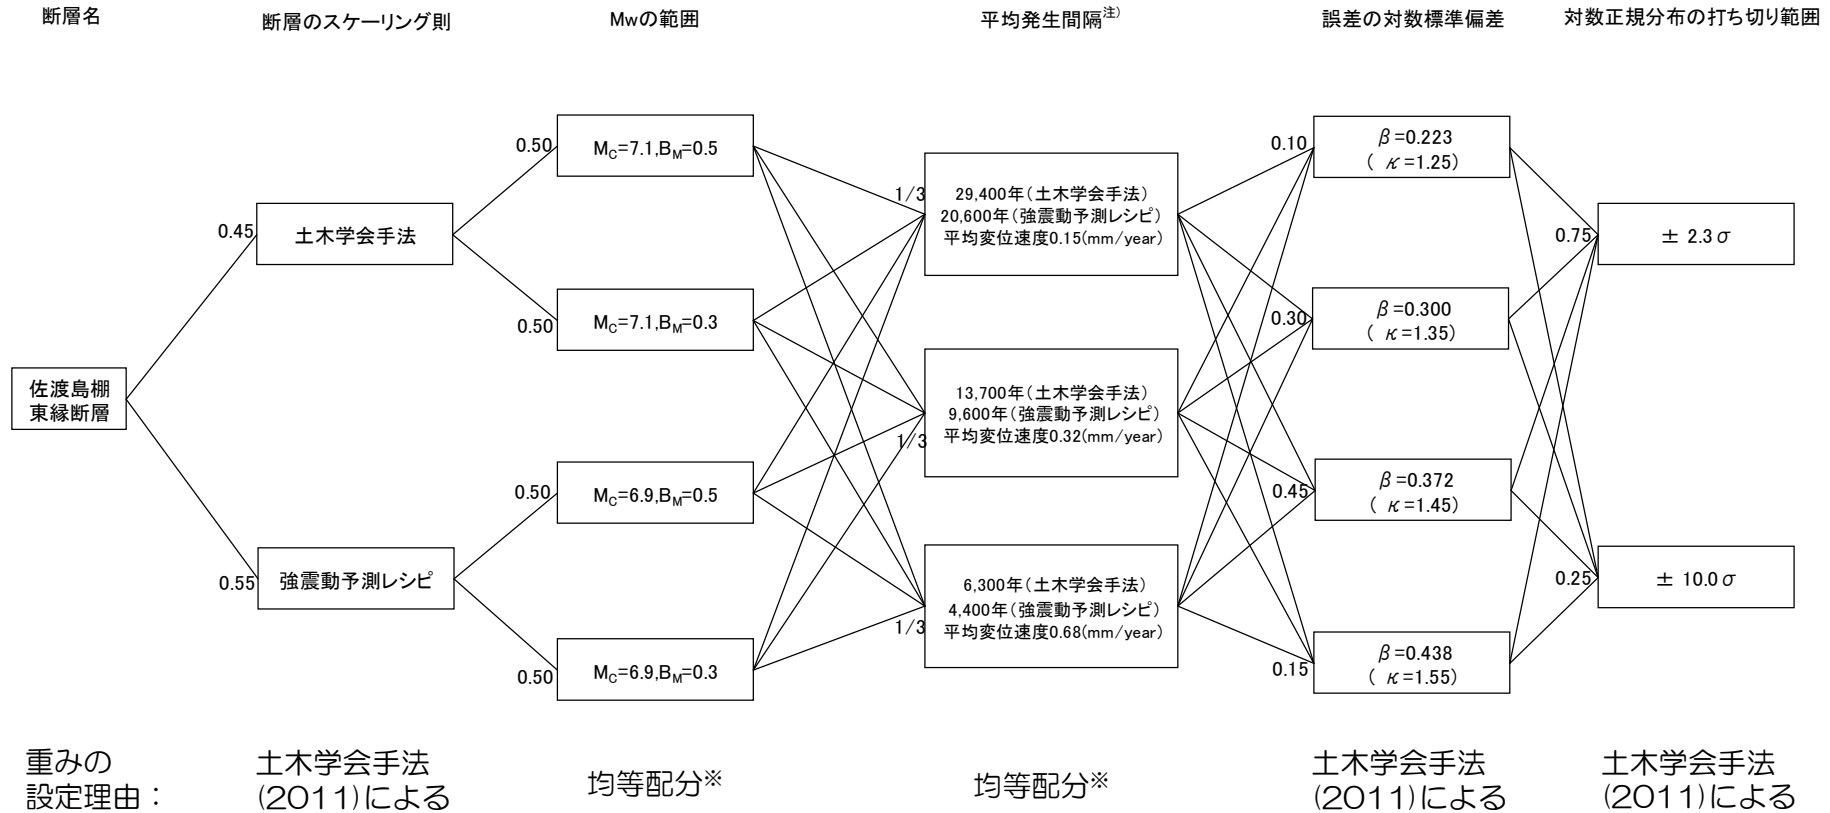 断層名
断層のスケーリング則
Mwの範囲
平均発生間隔注)
誤差の対数標準偏差
対数正規分布の打ち切り範囲
佐渡島棚
東縁断層
0.45
土木学会手法
0.55
強震動予測レシピ
0.50
MC=7.1,BM=0.5
0.50
MC=7.1,BM=0.3
0.50
MC=6.9,BM=0.5
0.50
MC=6.9,BM=0.3
1/3
29,400年(土木学会手法)
20,600年(強震動予測レシピ)
平均変位速度0.15(mm/year)
1/3
13,700年(土木学会手法)
9,600年(強震動予測レシピ)
平均変位速度0.32(mm/year)
1/3
6,300年(土木学会手法)
4,400年(強震動予測レシピ)
平均変位速度0.68(mm/year)
0.10
β=0.223
( κ=1.25)
0.30
β=0.300
( κ=1.35)
0.45
β=0.372
( κ=1.45)
0.15
β=0.438
( κ=1.55)
0.75
± 2.3σ
0.25
± 10.0σ
重みの
設定理由:
土木学会手法
(2011)による
均等配分※
均等配分※
土木学会手法
(2011)による
土木学会手法
(2011)による